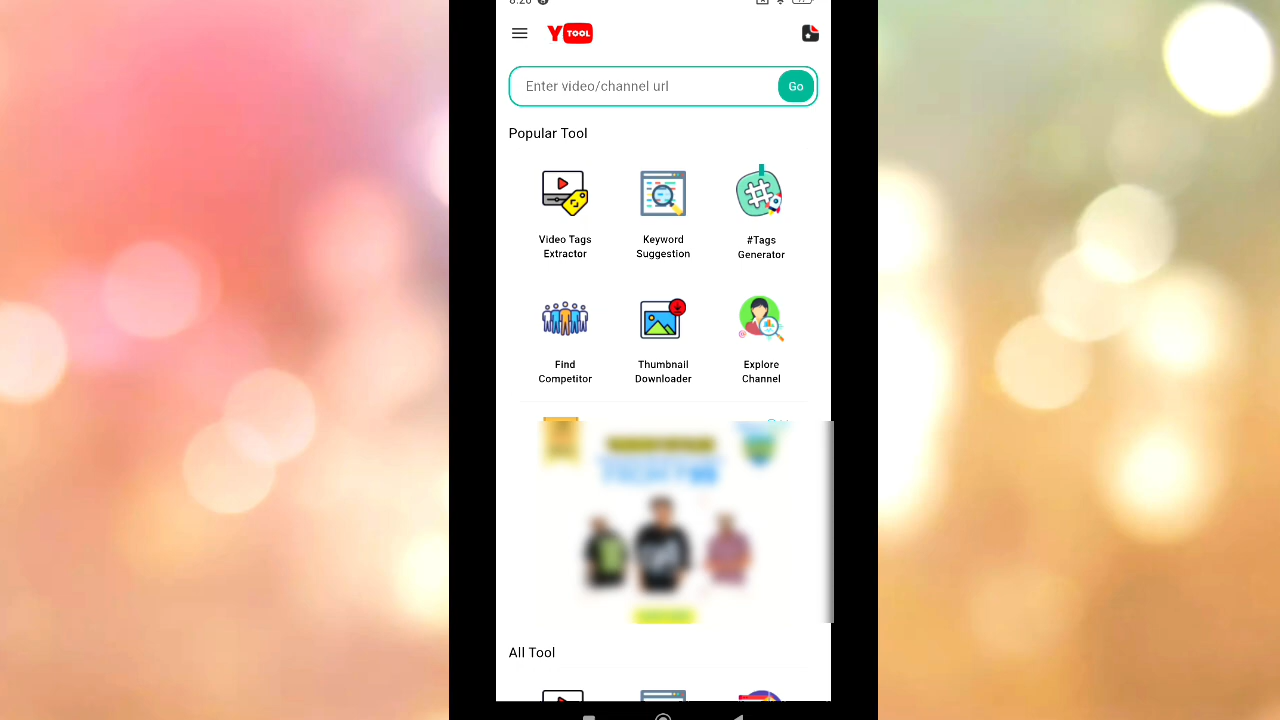 Y TOOL
Enter video/channel url
Go
Popular Tool
Video Tags
Extractor
Keyword
Suggestion
#Tags
Generator
Find
Competitor
Thumbnail
Downloader
Explore
Channel
All Tool